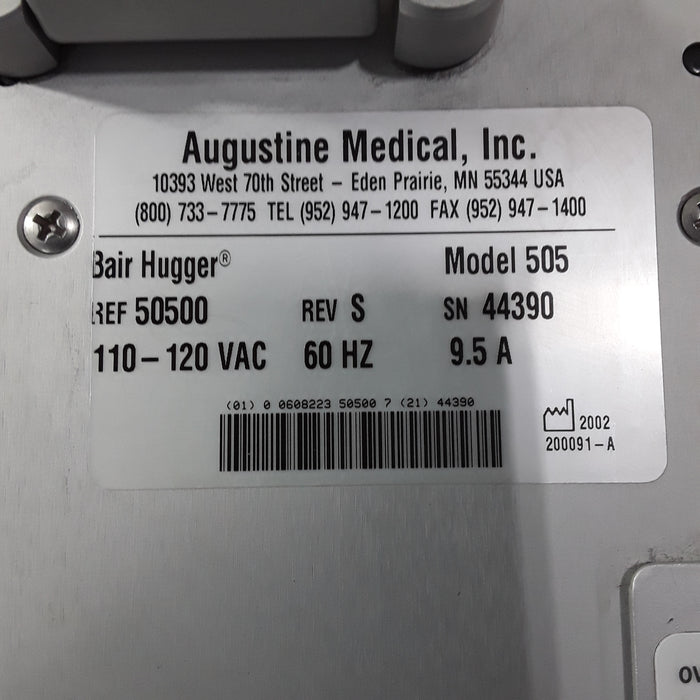 Augustine Medical, Inc.
10393 West 70th Street – Eden Prairie, MN 55344 USA
(800) 733–7775 TEL (952) 947–1200 FAX (952) 947–1400
Bair Hugger® Model 505
REF 50500 REV S SN 44390
110–120 VAC 60 HZ 9.5 A
(01) 0 0608223 50500 7 (21) 44390
2002
200091–A